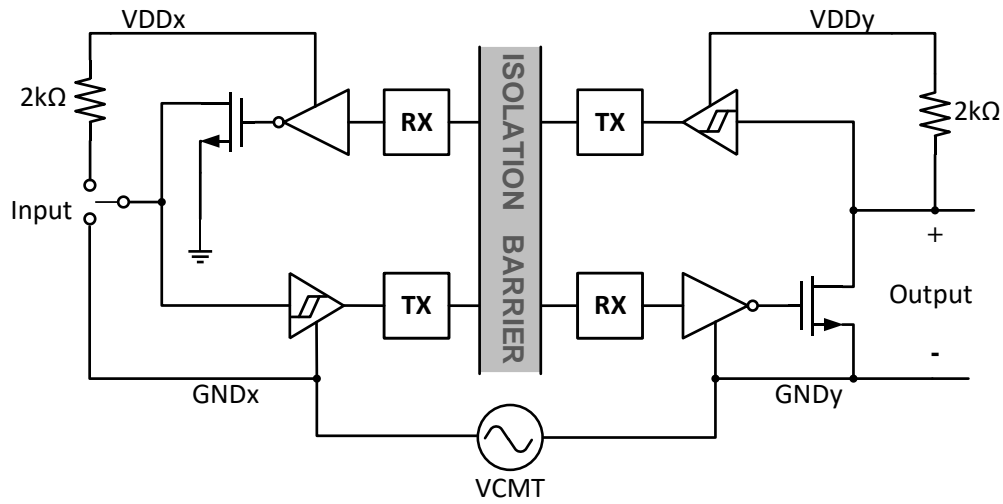 VDDx
VDDy
2kΩ
RX
TX
2kΩ
Input
ISOLATION BARRIER
+
TX
RX
Output
-
GNDx
GNDy
VCMT